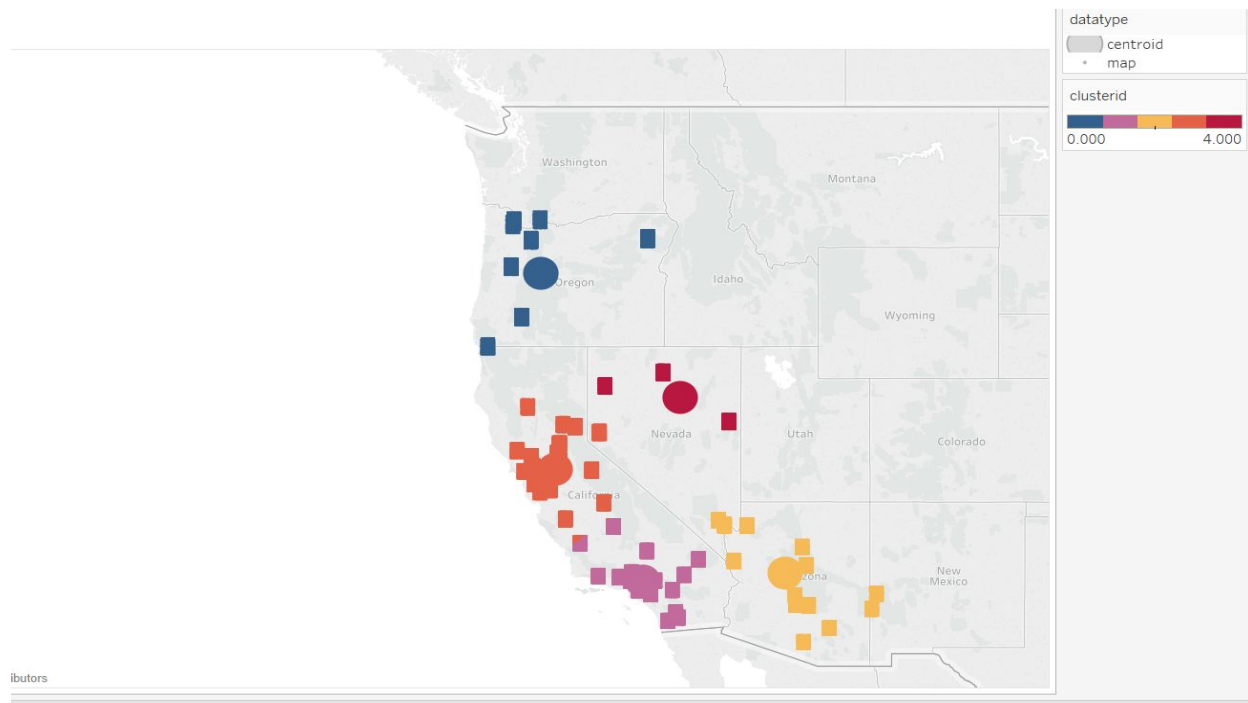 datatype
centroid
map
clusterid
0.000 4.000
Washington
Montana
Oregon
Idaho
Wyoming
Nevada
Utah
Colorado
California
New
Mexico
zona
ibutors